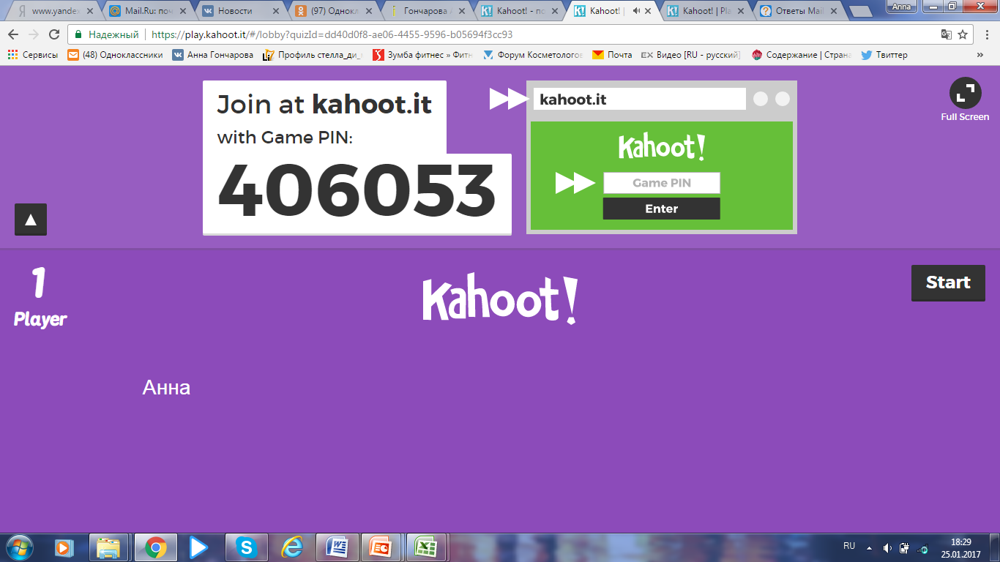 www.yandex
Mail.Ru: поч
Новости
(97) Однокл
Гончарова А
Kahoot! - по
Kahoot! |
Kahoot! | Pla
Ответы Mail
Anna
Надежный
https://play.kahoot.it/#/lobby?quizId=dd40d0f8-ae06-4455-9596-b05694f3cc93
Сервисы
(48) Одноклассники
Анна Гончарова
Профиль стелла_ди_
Зумба фитнес » Фитн
Форум Косметологов
Почта
Видео [RU - русский]
Содержание | Страна
Твиттер
»
Join at kahoot.it
with Game PIN:
406053
kahoot.it
Kahoot!
Game PIN
Enter
Full Screen
1
Player
Kahoot!
Start
Анна
RU
18:29
25.01.2017